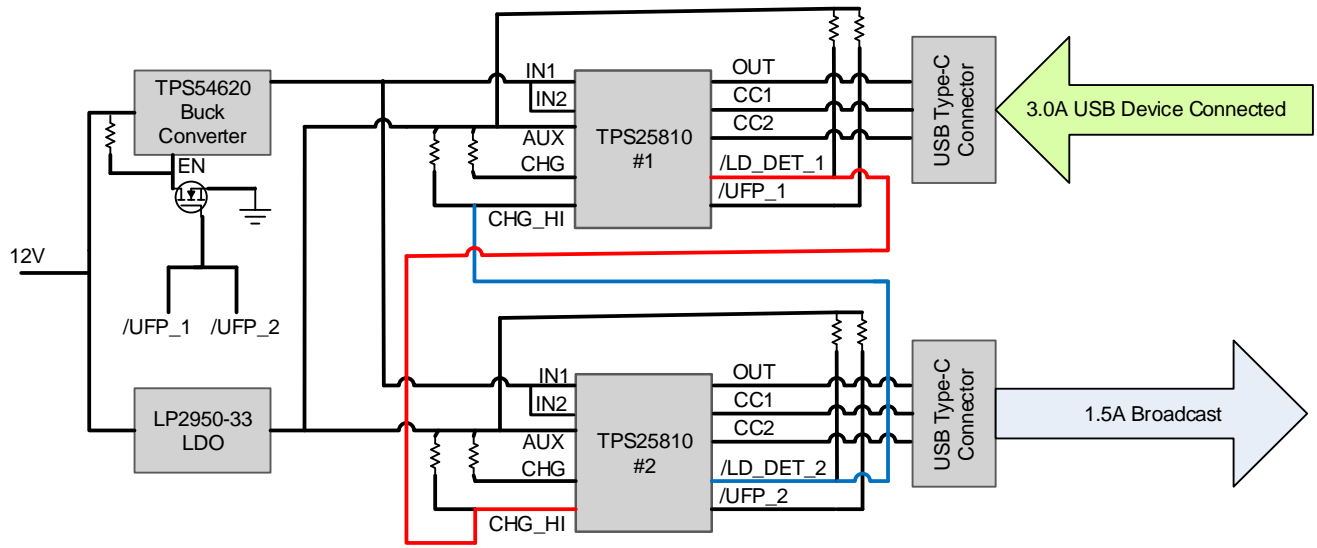 12V
TPS54620
Buck
Converter
EN
/UFP_1
/UFP_2
LP2950-33
LDO
IN1
IN2
AUX
CHG
CHG_HI
TPS25810
#1
OUT
CC1
CC2
/LD_DET_1
/UFP_1
USB Type-C
Connector
3.0A USB Device Connected
IN1
IN2
AUX
CHG
CHG_HI
TPS25810
#2
OUT
CC1
CC2
/LD_DET_2
/UFP_2
USB Type-C
Connector
1.5A Broadcast